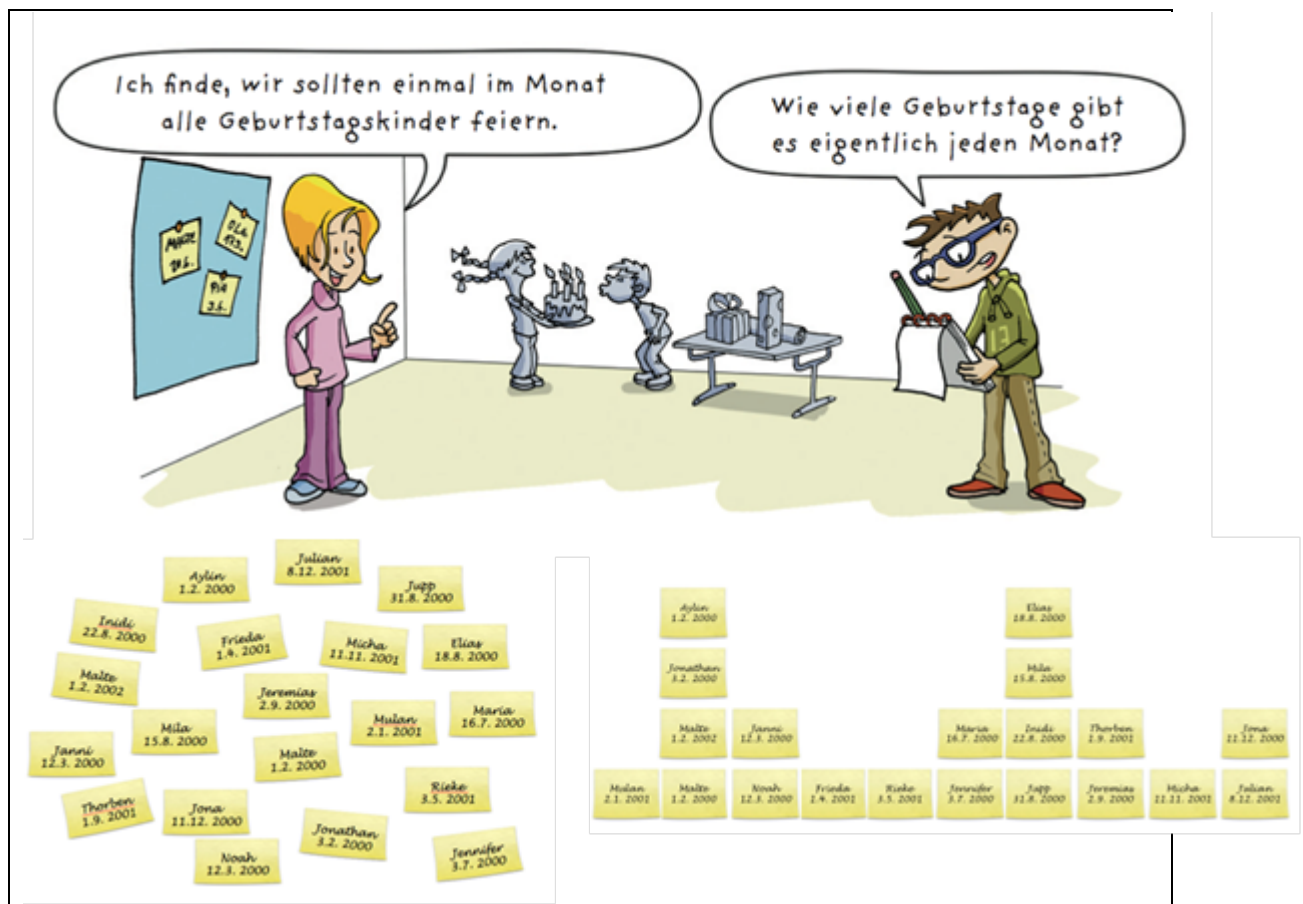 Ich finde, wir sollten einmal im Monat
alle Geburtstagskinder feiern.
Wie viele Geburtstage gibt
es eigentlich jeden Monat?
Malte
20.6.
Pia
3.6.
Aylin
1.2. 2000
Julian
8.12. 2001
Jupp
31.8. 2000
Inidi
22.8. 2000
Frieda
1.4. 2001
Micha
11.11. 2001
Elias
18.8. 2000
Malte
1.2. 2002
Jeremias
2.9. 2000
Mila
15.8. 2000
Mulan
2.1. 2001
Maria
16.7. 2000
Janni
12.3. 2000
Malte
1.2. 2000
Rieke
3.5. 2001
Thorben
1.9. 2001
Jona
11.12. 2000
Jonathan
3.2. 2000
Noah
12.3. 2000
Jennifer
3.7. 2000
Aylin
1.2. 2000
Elias
18.8. 2000
Jonathan
3.2. 2000
Mila
15.8. 2000
Malte
1.2. 2002
Janni
12.3. 2000
Maria
16.7. 2000
Inidi
22.8. 2000
Thorben
1.9. 2001
Jona
11.12. 2000
Mulan
2.1. 2001
Malte
1.2. 2000
Noah
12.3. 2000
Frieda
1.4. 2001
Rieke
3.5. 2001
Jennifer
3.7. 2000
Jupp
31.8. 2000
Jeremias
2.9. 2000
Micha
11.11. 2001
Julian
8.12. 2001